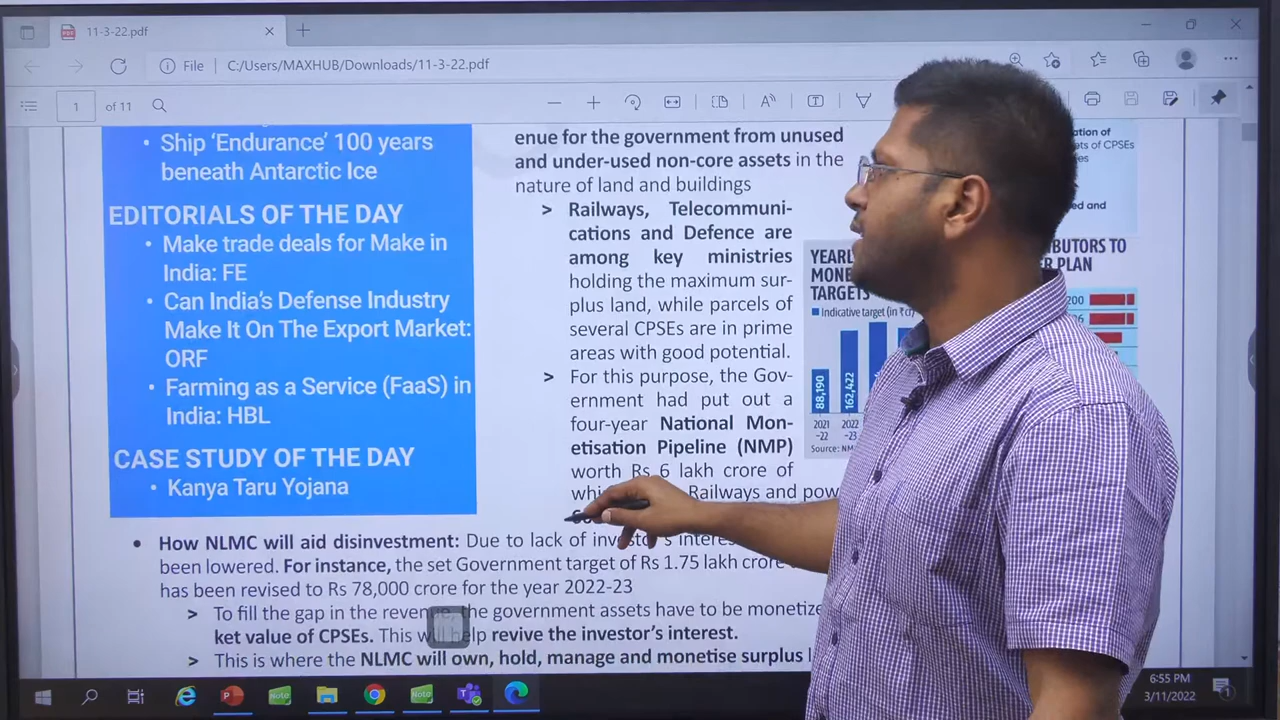 11-3-22.pdf
File
C:/Users/MAXHUB/Downloads/11-3-22.pdf
1
of 11
• Ship ‘Endurance’ 100 years
beneath Antarctic Ice
EDITORIALS OF THE DAY
• Make trade deals for Make in
India: FE
• Can India’s Defense Industry
Make It On The Export Market:
ORF
• Farming as a Service (FaaS) in
India: HBL
CASE STUDY OF THE DAY
• Kanya Taru Yojana
enue for the government from unused
and under-used non-core assets in the
nature of land and buildings
> Railways, Telecommuni-
cations and Defence are
among key ministries
holding the maximum sur-
plus land, while parcels of
several CPSEs are in prime
areas with good potential.
> For this purpose, the Gov-
ernment had put out a
four-year National Mon-
etisation Pipeline (NMP)
worth Rs 6 lakh crore of
Railways and
of CPSEs
TARGETS
Indicative target (in ₹cr)
88,190
162,422
2021
-22
2022
-23
TO
PLAN
• How NLMC will aid disinvestment: Due to lack of
been lowered. For instance, the set Government target of Rs 1.75 lakh crore
has been revised to Rs 78,000 crore for the year 2022-23
> To fill the gap in the revenue, the government assets have to be
ket value of CPSEs. This will help revive the investor’s interest.
> This is where the NLMC will own, hold, manage and monetise surplus
6:55 PM
3/11/2022